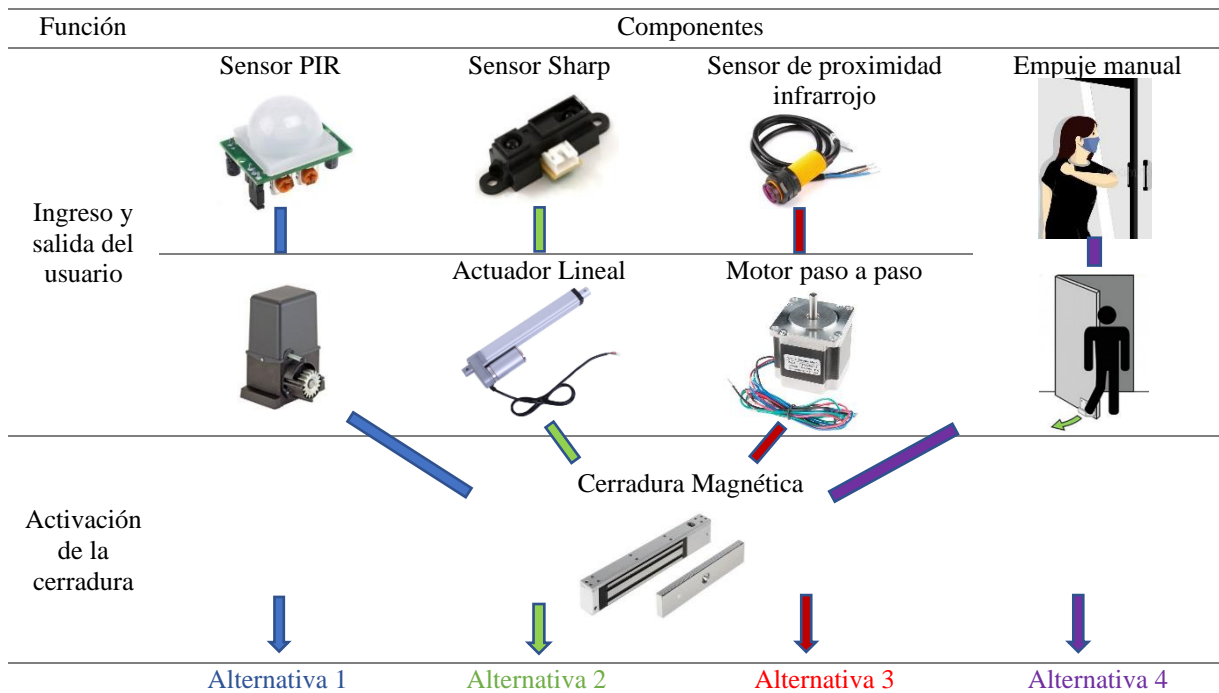 Función
Componentes
Sensor PIR
Sensor Sharp
Sensor de proximidad
infrarrojo
Empuje manual
Ingreso y
salida del
usuario
Actuador Lineal
Motor paso a paso
Cerradura Magnética
Activación
de la
cerradura
Alternativa 1
Alternativa 2
Alternativa 3
Alternativa 4